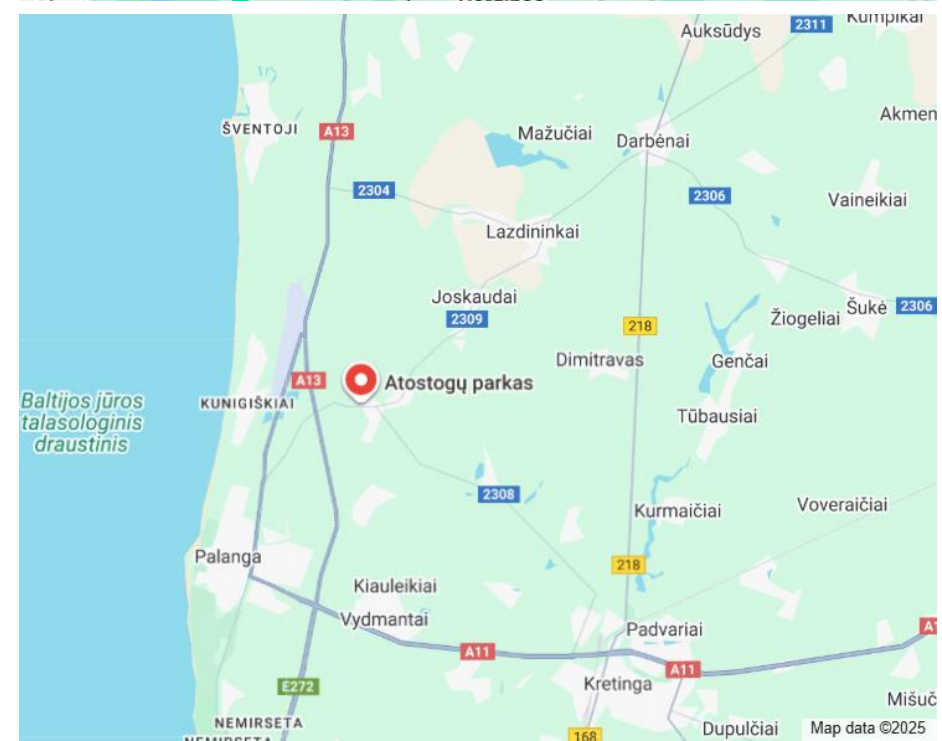 Auksūdys
2311
Kumpikai
ŠVENTOJI
A13
Mažučiai
Darbėnai
Akmen
2304
2306
Vaineikiai
Lazdininkai
Joskaudai
2309
218
Žiogeliai
Šukė
2306
Dimitravas
Genčai
A13
Atostogų parkas
Baltijos jūros
talasologinis
draustinis
KUNIGIŠKIAI
Tūbausiai
2308
Kurmaičiai
Voveraičiai
Palanga
218
Kiauleikiai
Vydmantai
Padvariai
A1
A11
A11
Kretinga
E272
Mišuč
NEMIRSETA
168
Dupulčiai
Map data ©2025